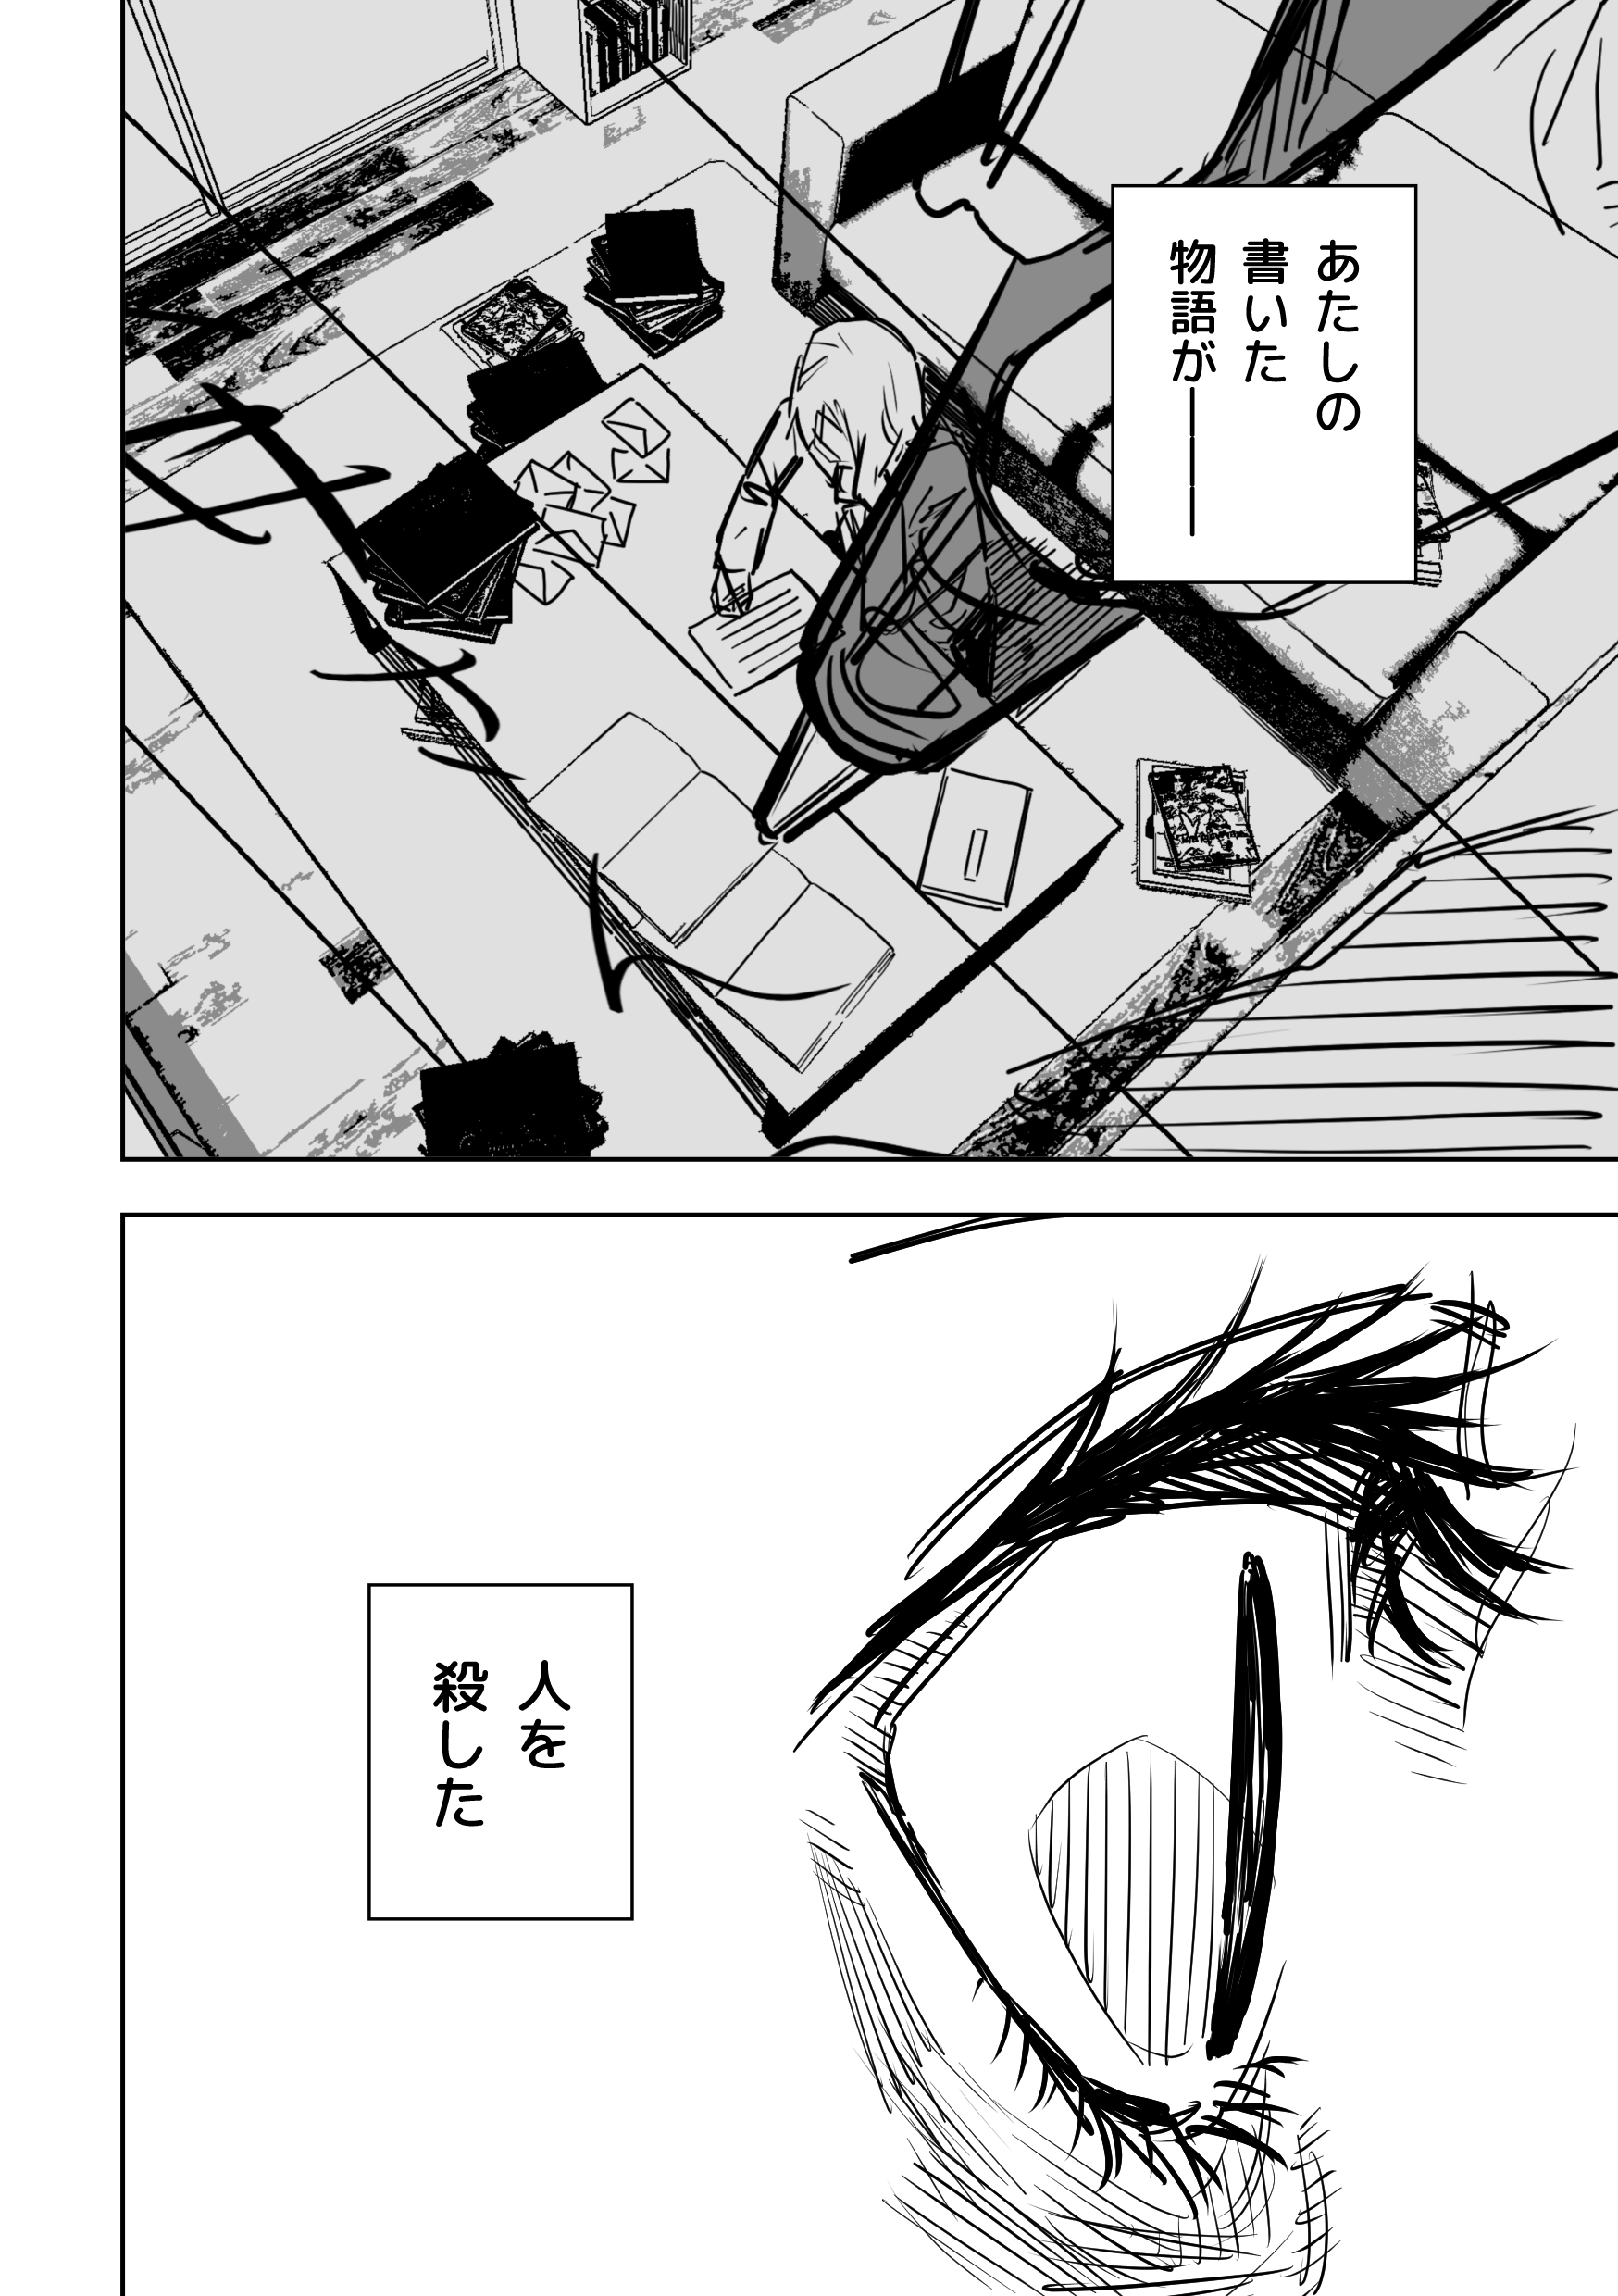 あたしの
書いた
物語が――
人を
殺した